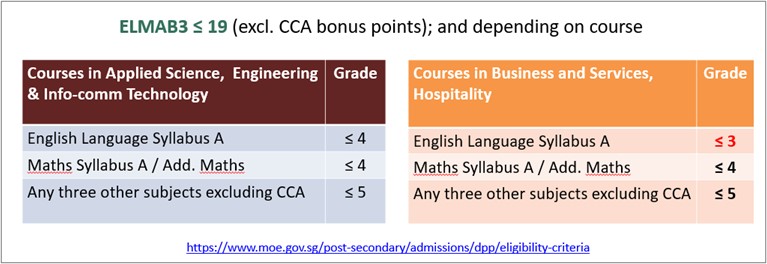 ELMAB3 ≤ 19 (excl. CCA bonus points); and depending on course
Courses in Applied Science, Engineering
& Info-comm Technology
Grade
English Language Syllabus A ≤ 4
Maths Syllabus A / Add. Maths ≤ 4
Any three other subjects excluding CCA ≤ 5
Courses in Business and Services,
Hospitality
Grade
English Language Syllabus A ≤ 3
Maths Syllabus A / Add. Maths ≤ 4
Any three other subjects excluding CCA ≤ 5
https://www.moe.gov.sg/post-secondary/admissions/dpp/eligibility-criteria